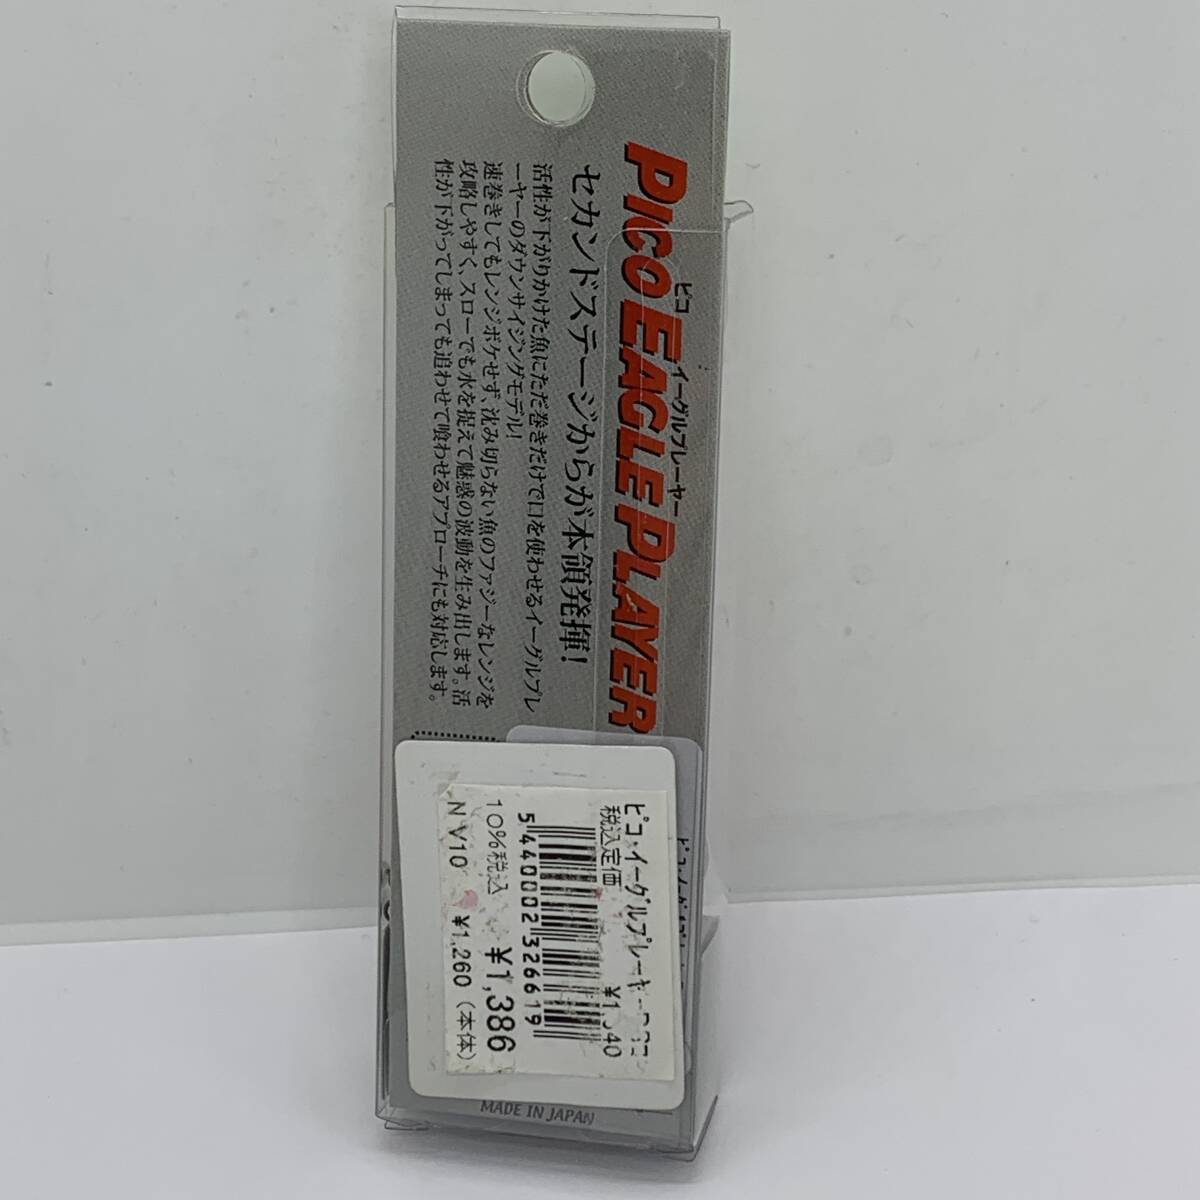 PICO EAGLE PLAYER
ピコ イーグルプレーヤー
セカンドステージからが本領発揮!
活性が下がりかけた魚にただ巻きだけで口を使わせるイーグルプレ
ーヤーのダウンサイジングモデル!
速巻きしてもレンジボケせず、沈み切らない魚のファジーなレンジを
攻略しやすく、スローでも水を捉えて魅惑の波動を生み出します。活
性が下がってしまっても追わせて喰わせるアプローチにも対応します。
ピコ・イーグルプレーヤー
税込定価
5440002326619
10%税込 ¥1,386
NV10 ¥1,260(本体)
MADE IN JAPAN